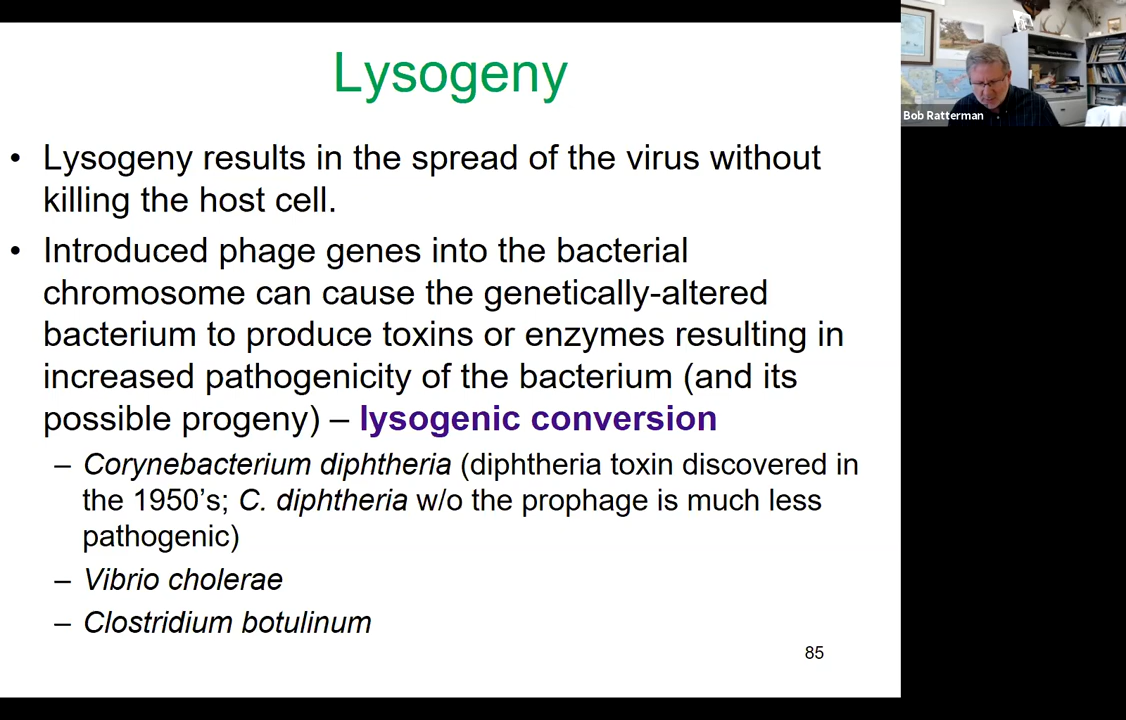 Lysogeny
• Lysogeny results in the spread of the virus without
killing the host cell.
• Introduced phage genes into the bacterial
chromosome can cause the genetically-altered
bacterium to produce toxins or enzymes resulting in
increased pathogenicity of the bacterium (and its
possible progeny) – lysogenic conversion
– Corynebacterium diphtheria (diphtheria toxin discovered in
the 1950's; C. diphtheria w/o the prophage is much less
pathogenic)
– Vibrio cholerae
– Clostridium botulinum
85
Bob Ratterman